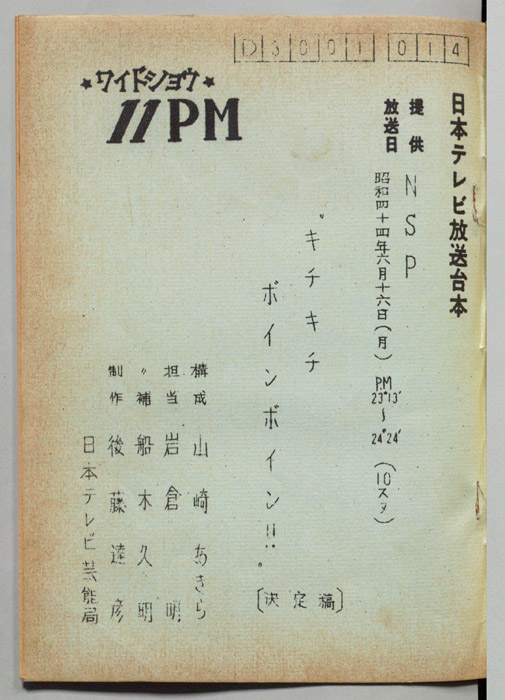 D3001 014
日本テレビ放送台本
提供 NSP
放送日 昭和四十四年六月十六日(月) PM 23°13′〜24°24′ (10スタ)
"キチキチ
ボインボイン!!"
〔決定稿〕
★ワイドショウ★
11PM
構成 山崎あきら
担当 岩倉明
〃補 船木久明
制作 後藤達彦
日本テレビ芸能局